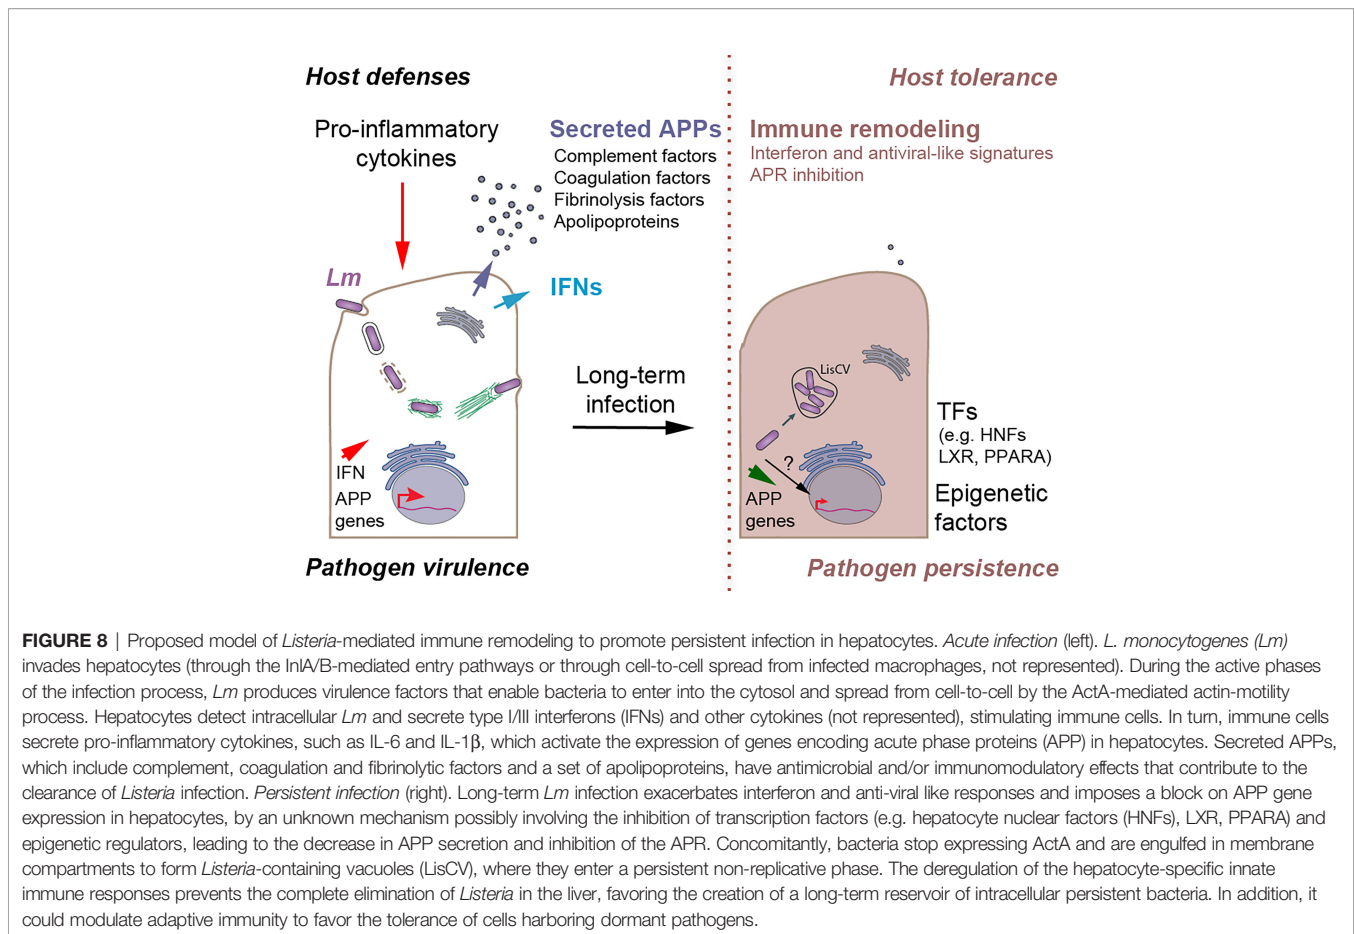 Host defenses
Host tolerance
Pro-inflammatory
cytokines
Secreted APPs
Complement factors
Coagulation factors
Fibrinolysis factors
Apolipoproteins
Immune remodeling
Interferon and antiviral-like signatures
APR inhibition
Lm
IFNs
Long-term
infection
IFN
APP
genes
LisCV
?
APP
genes
TFs
(e.g. HNFs
LXR, PPARA)
Epigenetic
factors
Pathogen virulence
Pathogen persistence
FIGURE 8 | Proposed model of Listeria-mediated immune remodeling to promote persistent infection in hepatocytes. Acute infection (left). L. monocytogenes (Lm)
invades hepatocytes (through the InlA/B-mediated entry pathways or through cell-to-cell spread from infected macrophages, not represented). During the active phases
of the infection process, Lm produces virulence factors that enable bacteria to enter into the cytosol and spread from cell-to-cell by the ActA-mediated actin-motility
process. Hepatocytes detect intracellular Lm and secrete type I/III interferons (IFNs) and other cytokines (not represented), stimulating immune cells. In turn, immune cells
secrete pro-inflammatory cytokines, such as IL-6 and IL-1β, which activate the expression of genes encoding acute phase proteins (APP) in hepatocytes. Secreted APPs,
which include complement, coagulation and fibrinolytic factors and a set of apolipoproteins, have antimicrobial and/or immunomodulatory effects that contribute to the
clearance of Listeria infection. Persistent infection (right). Long-term Lm infection exacerbates interferon and anti-viral like responses and imposes a block on APP gene
expression in hepatocytes, by an unknown mechanism possibly involving the inhibition of transcription factors (e.g. hepatocyte nuclear factors (HNFs), LXR, PPARA) and
epigenetic regulators, leading to the decrease in APP secretion and inhibition of the APR. Concomitantly, bacteria stop expressing ActA and are engulfed in membrane
compartments to form Listeria-containing vacuoles (LisCV), where they enter a persistent non-replicative phase. The deregulation of the hepatocyte-specific innate
immune responses prevents the complete elimination of Listeria in the liver, favoring the creation of a long-term reservoir of intracellular persistent bacteria. In addition, it
could modulate adaptive immunity to favor the tolerance of cells harboring dormant pathogens.